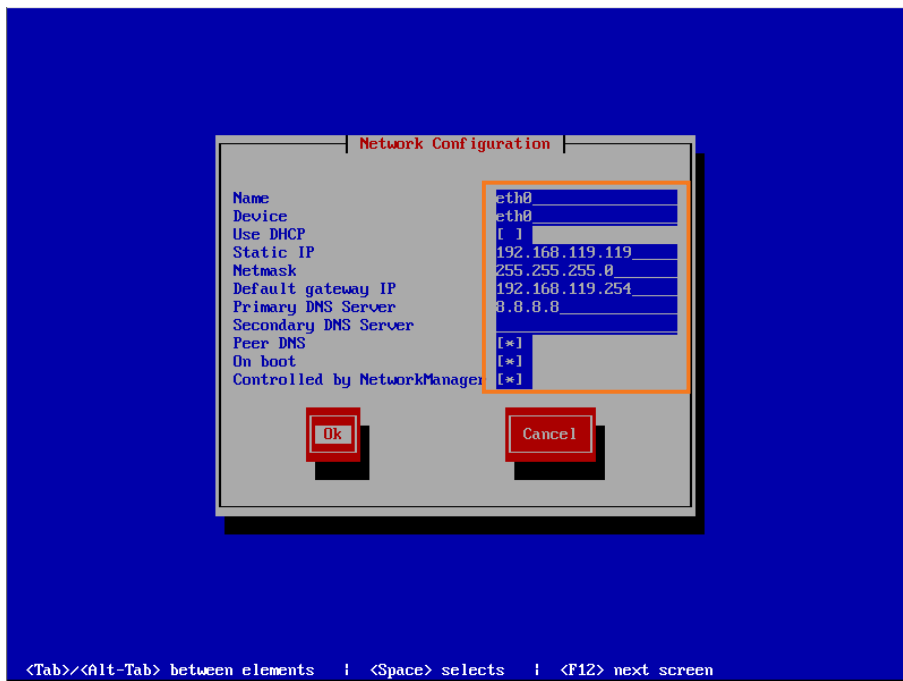 Network Configuration
Name eth0
Device eth0
Use DHCP [ ]
Static IP 192.168.119.119
Netmask 255.255.255.0
Default gateway IP 192.168.119.254
Primary DNS Server 8.8.8.8
Secondary DNS Server
Peer DNS [*]
On boot [*]
Controlled by NetworkManager [*]
Ok Cancel
<Tab>/<Alt-Tab> between elements | <Space> selects | <F12> next screen